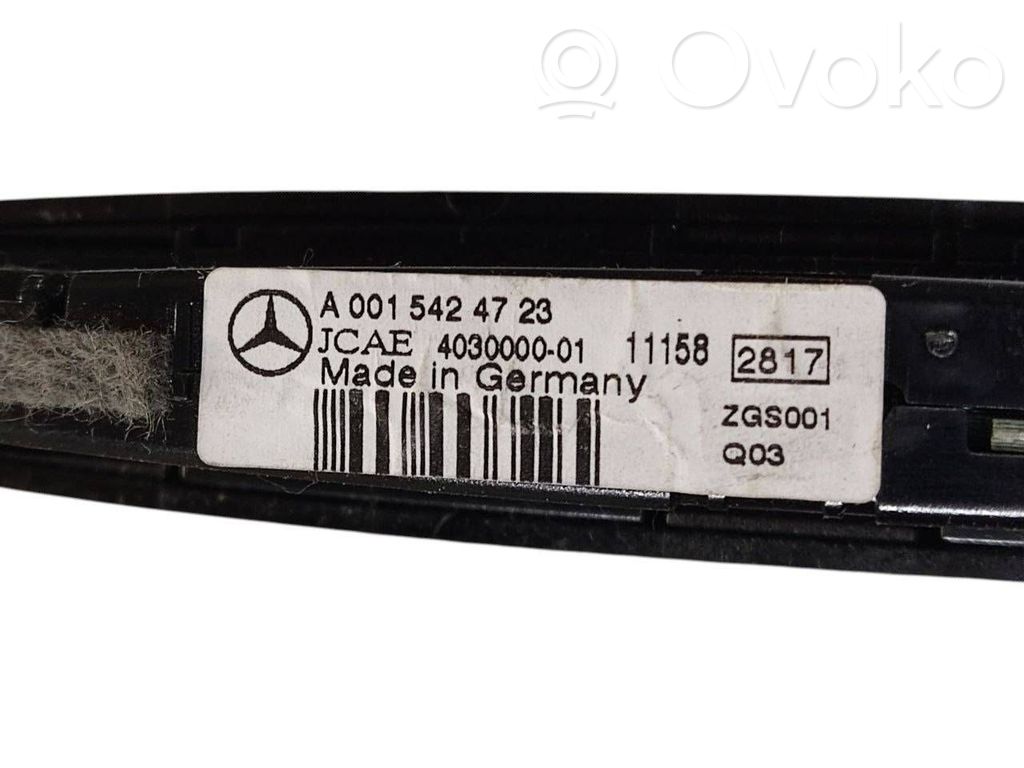 Ovoko
A 001 542 47 23
JCAE 4030000-01 11158 2817
Made in Germany
ZGS001
Q03